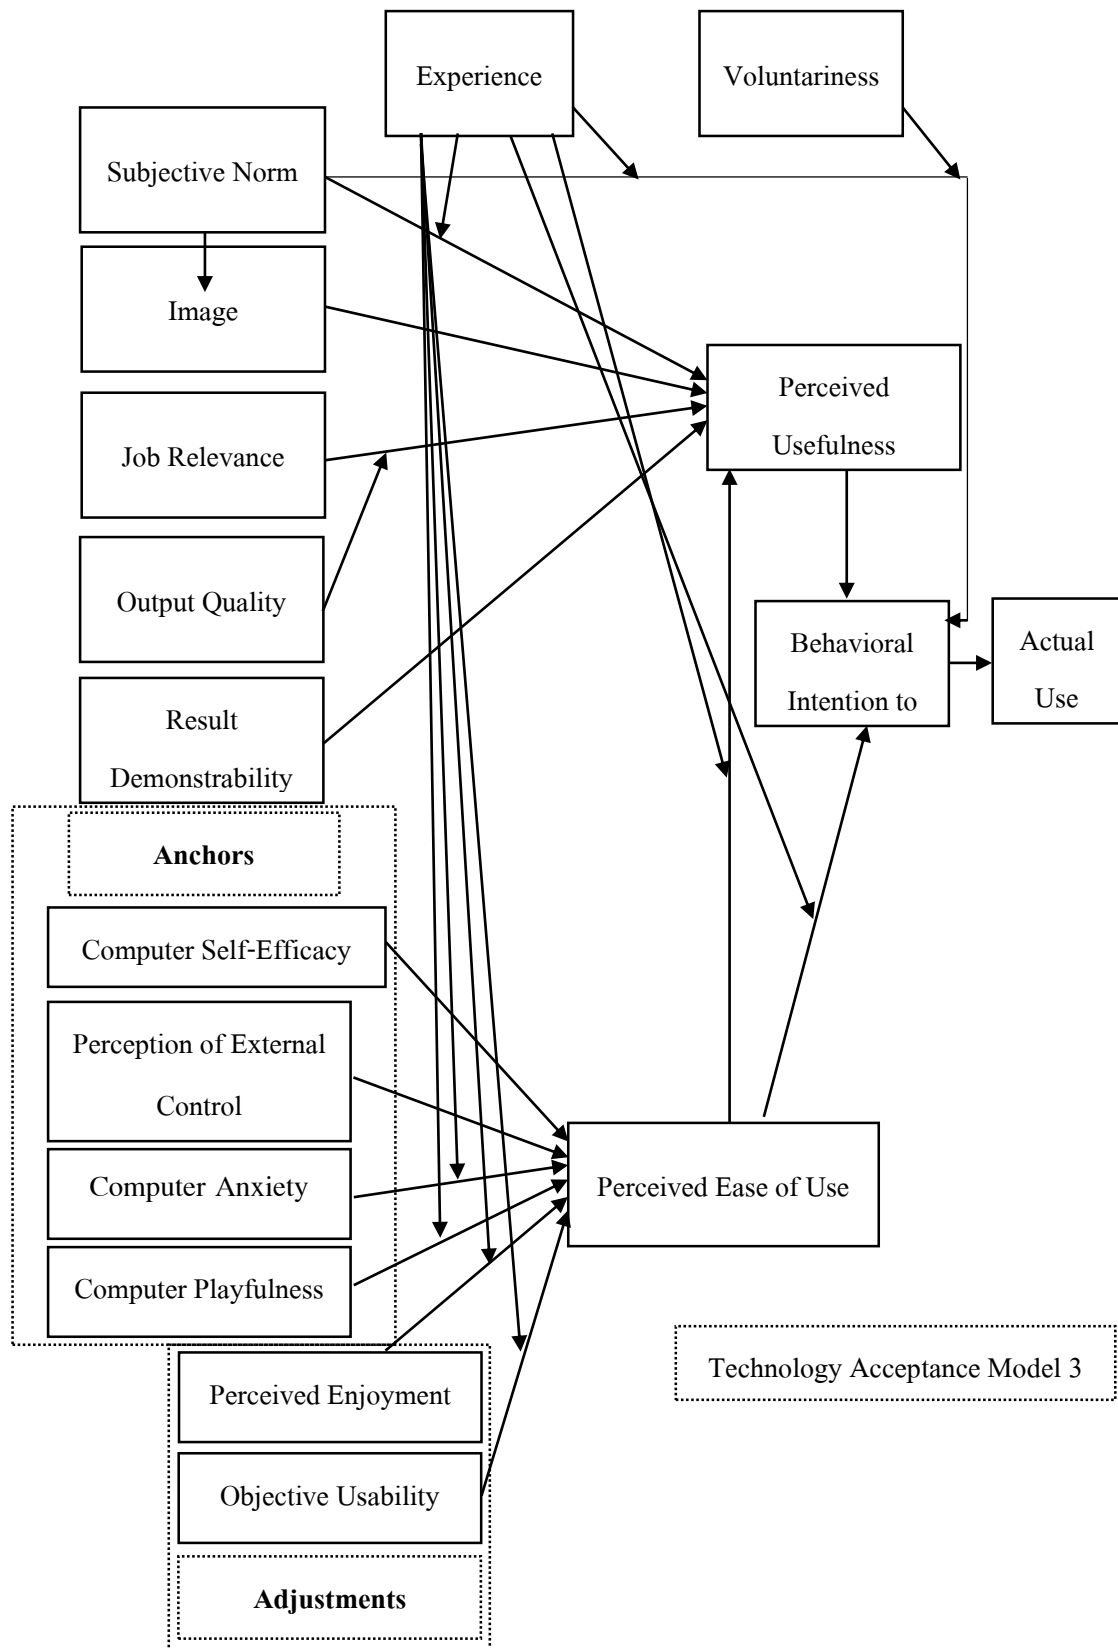 Experience
Voluntariness
Subjective Norm
Image
Perceived
Usefulness
Job Relevance
Output Quality
Behavioral
Intention to
Actual
Use
Result
Demonstrability
Anchors
Computer Self-Efficacy
Perception of External
Control
Computer Anxiety
Perceived Ease of Use
Computer Playfulness
Technology Acceptance Model 3
Perceived Enjoyment
Objective Usability
Adjustments